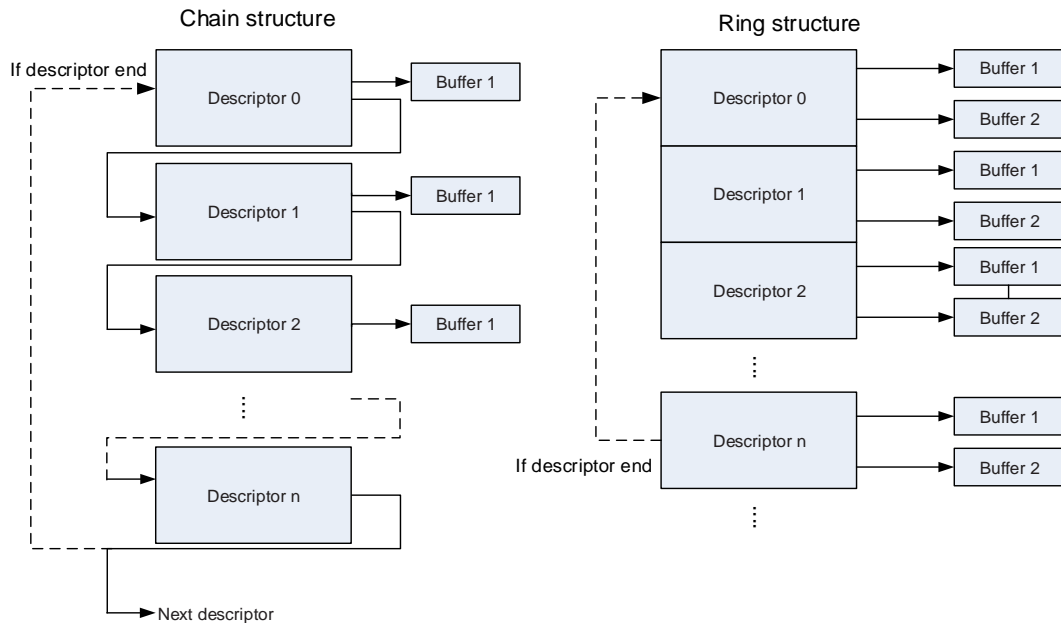 Chain structure
If descriptor end
Descriptor 0
Buffer 1
Descriptor 1
Buffer 1
Descriptor 2
Buffer 1
Descriptor n
Next descriptor
Ring structure
Descriptor 0
Buffer 1
Buffer 2
Descriptor 1
Buffer 1
Buffer 2
Descriptor 2
Buffer 1
Buffer 2
Descriptor n
Buffer 1
Buffer 2
If descriptor end